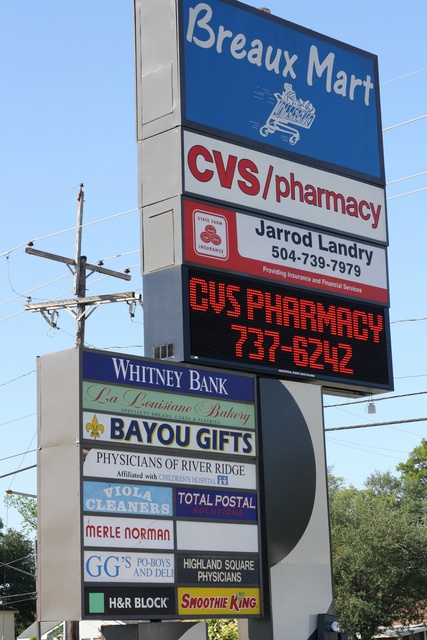 Breaux Mart
CVS/pharmacy
STATE FARM
INSURANCE
Jarrod Landry
504-739-7979
Providing Insurance and Financial Services
CVS PHARMACY
737-6242
WHITNEY BANK
La Louisiane Bakery
BAYOU GIFTS
PHYSICIANS OF RIVER RIDGE
Affiliated with CHILDREN'S HOSPITAL
VIOLA CLEANERS
TOTAL POSTAL SOLUTIONS
MERLE NORMAN
GG'S PO-BOYS AND DELI
HIGHLAND SQUARE PHYSICIANS
H&R BLOCK
SMOOTHIE KING